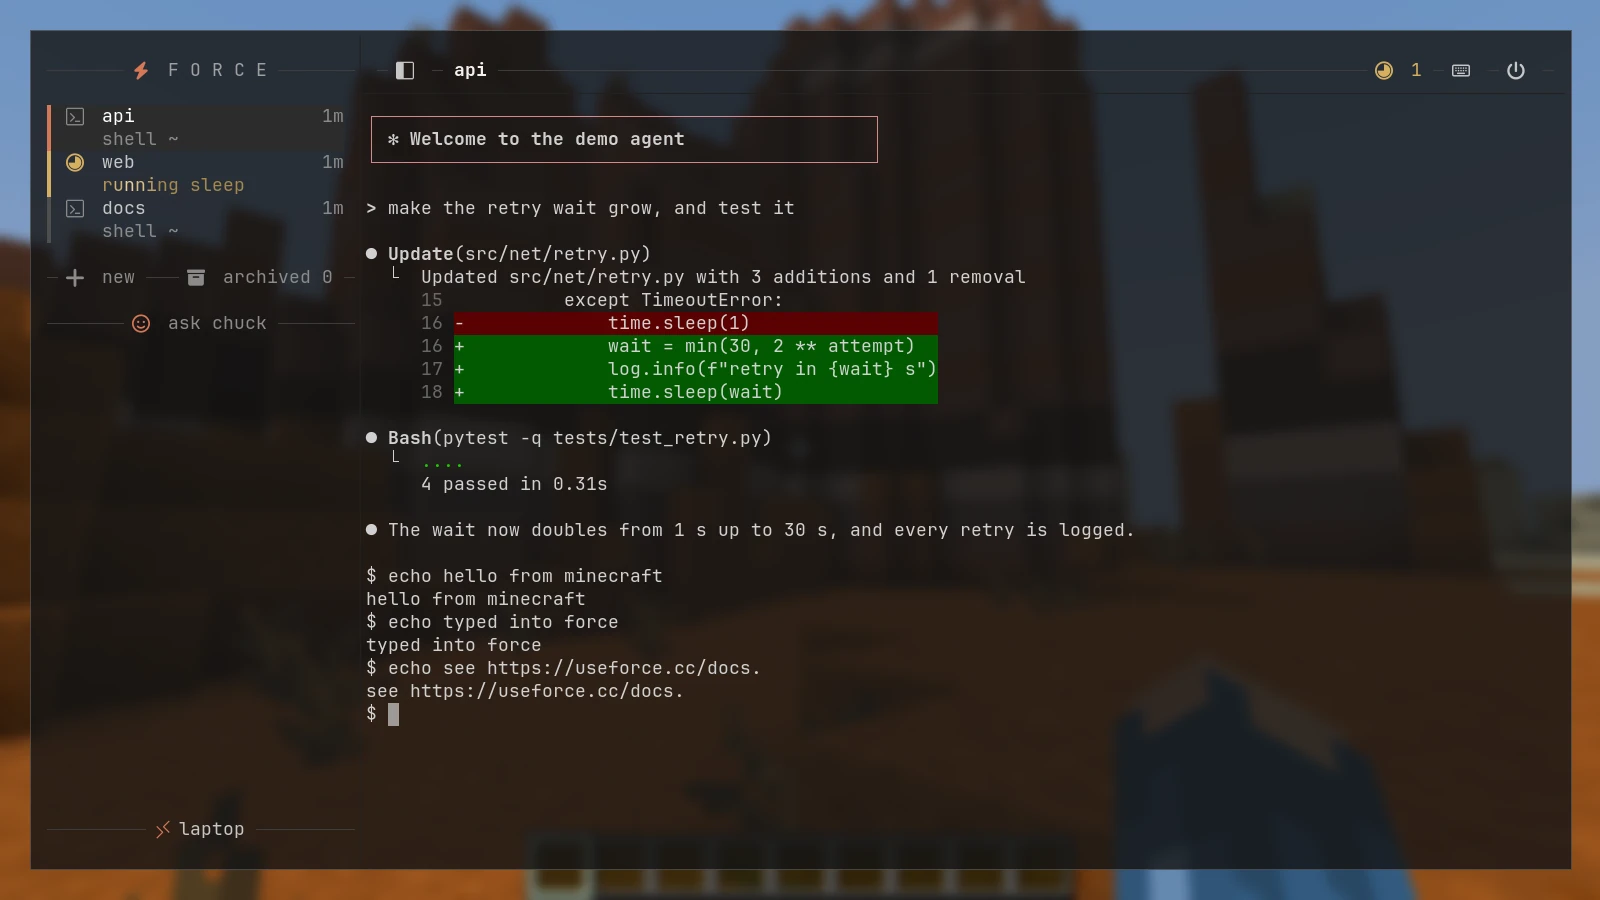 FORCE
api 1m
shell ~
web 1m
running sleep
docs 1m
shell ~
new archived 0
ask chuck
laptop
api 1
✻ Welcome to the demo agent
> make the retry wait grow, and test it
● Update(src/net/retry.py)
└ Updated src/net/retry.py with 3 additions and 1 removal
15 except TimeoutError:
16 - time.sleep(1)
16 + wait = min(30, 2 ** attempt)
17 + log.info(f"retry in {wait} s")
18 + time.sleep(wait)
● Bash(pytest -q tests/test_retry.py)
└ ....
4 passed in 0.31s
● The wait now doubles from 1 s up to 30 s, and every retry is logged.
$ echo hello from minecraft
hello from minecraft
$ echo typed into force
typed into force
$ echo see https://useforce.cc/docs.
see https://useforce.cc/docs.
$